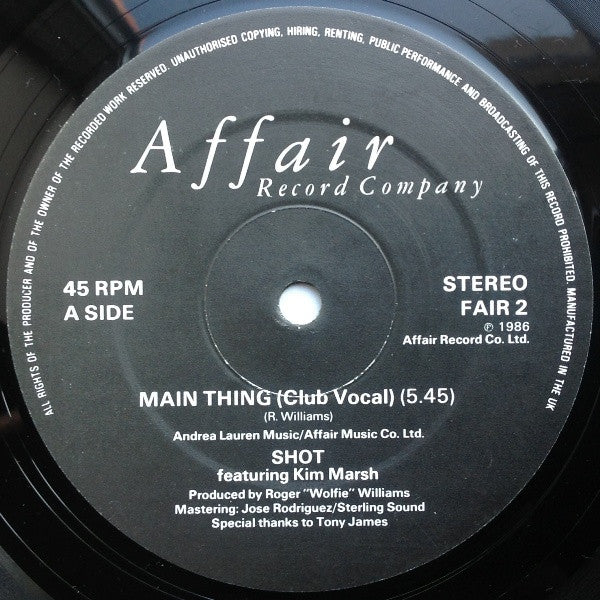 ALL RIGHTS OF THE PRODUCER AND OF THE OWNER OF THE RECORDED WORK RESERVED. UNAUTHORISED COPYING, HIRING, RENTING, PUBLIC PERFORMANCE AND BROADCASTING OF THIS RECORD PROHIBITED. MANUFACTURED IN THE UK
Affair
Record Company
45 RPM
A SIDE
STEREO
FAIR 2
℗ 1986
Affair Record Co. Ltd.
MAIN THING (Club Vocal) (5.45)
(R. Williams)
Andrea Lauren Music/Affair Music Co. Ltd.
SHOT
featuring Kim Marsh
Produced by Roger "Wolfie" Williams
Mastering: Jose Rodriguez/Sterling Sound
Special thanks to Tony James